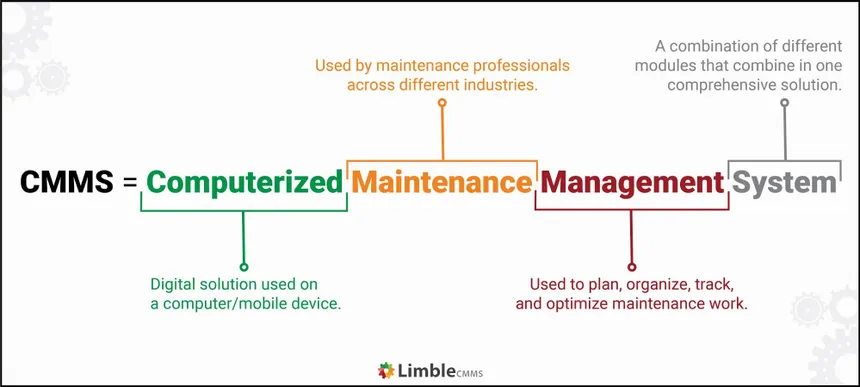 Used by maintenance professionals
across different industries.
A combination of different
modules that combine in one
comprehensive solution.
CMMS = Computerized Maintenance Management System
Digital solution used on
a computer/mobile device.
Used to plan, organize, track,
and optimize maintenance work.
LimbleCMMS